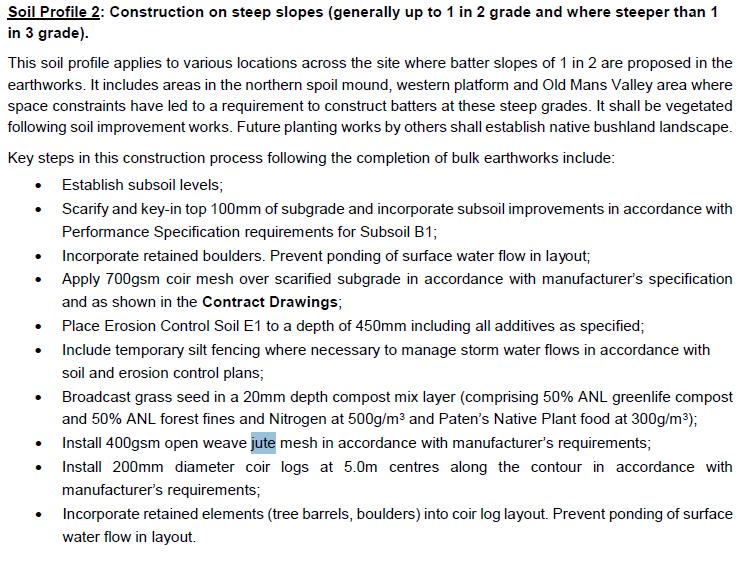 Soil Profile 2: Construction on steep slopes (generally up to 1 in 2 grade and where steeper than 1
in 3 grade).
This soil profile applies to various locations across the site where batter slopes of 1 in 2 are proposed in the
earthworks. It includes areas in the northern spoil mound, western platform and Old Mans Valley area where
space constraints have led to a requirement to construct batters at these steep grades. It shall be vegetated
following soil improvement works. Future planting works by others shall establish native bushland landscape.
Key steps in this construction process following the completion of bulk earthworks include:
• Establish subsoil levels;
• Scarify and key-in top 100mm of subgrade and incorporate subsoil improvements in accordance with
Performance Specification requirements for Subsoil B1;
• Incorporate retained boulders. Prevent ponding of surface water flow in layout;
• Apply 700gsm coir mesh over scarified subgrade in accordance with manufacturer's specification
and as shown in the Contract Drawings;
• Place Erosion Control Soil E1 to a depth of 450mm including all additives as specified;
• Include temporary silt fencing where necessary to manage storm water flows in accordance with
soil and erosion control plans;
• Broadcast grass seed in a 20mm depth compost mix layer (comprising 50% ANL greenlife compost
and 50% ANL forest fines and Nitrogen at 500g/m³ and Paten's Native Plant food at 300g/m³);
• Install 400gsm open weave jute mesh in accordance with manufacturer's requirements;
• Install 200mm diameter coir logs at 5.0m centres along the contour in accordance with
manufacturer's requirements;
• Incorporate retained elements (tree barrels, boulders) into coir log layout. Prevent ponding of surface
water flow in layout.